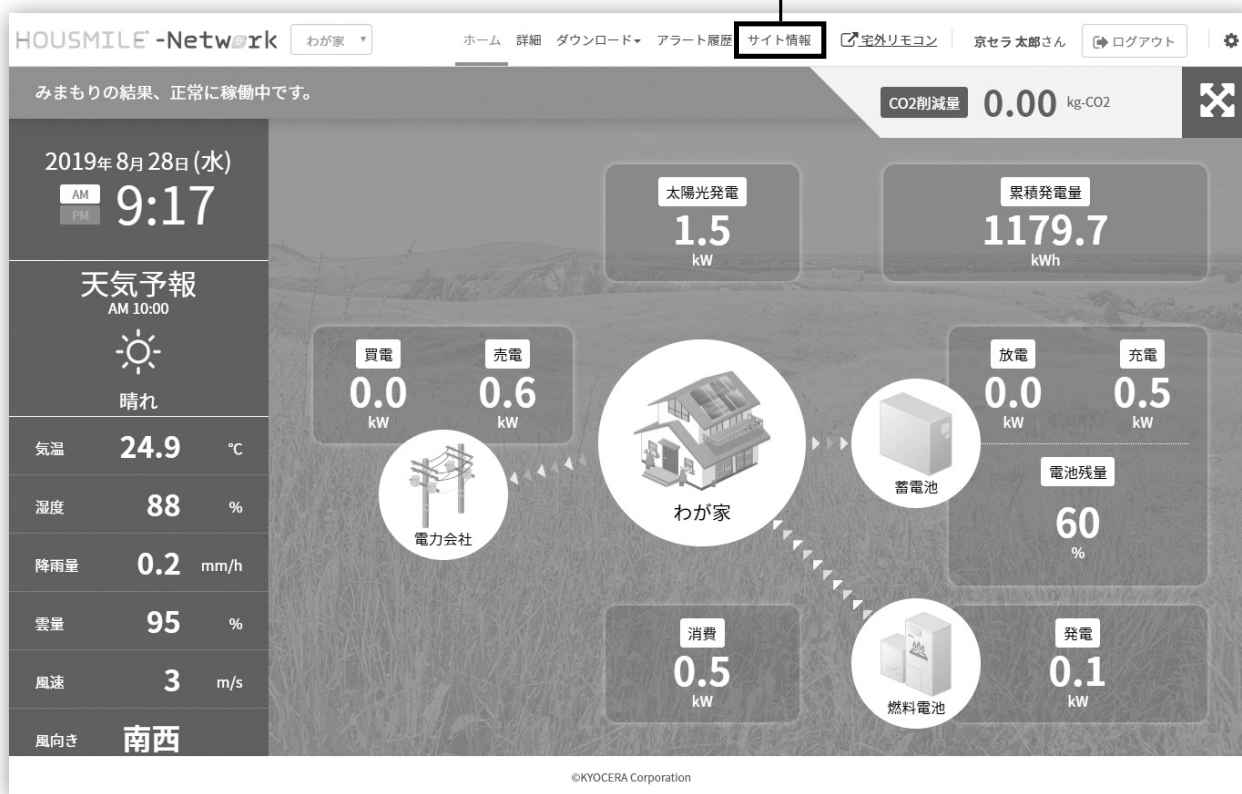 HOUSMILE-Network わが家 ▼ ホーム 詳細 ダウンロード▾ アラート履歴 サイト情報 宅外リモコン 京セラ 太郎さん ログアウト
みまもりの結果、正常に稼働中です。
CO2削減量 0.00 kg-CO2
2019年8月28日(水)
AM
PM
9:17
天気予報
AM 10:00
晴れ
気温 24.9 ℃
湿度 88 %
降雨量 0.2 mm/h
雲量 95 %
風速 3 m/s
風向き 南西
太陽光発電
1.5
kW
累積発電量
1179.7
kWh
買電 売電
0.0 0.6
kW kW
電力会社
わが家
放電 充電
0.0 0.5
kW kW
蓄電池
電池残量
60
%
消費
0.5
kW
燃料電池
発電
0.1
kW
©KYOCERA Corporation